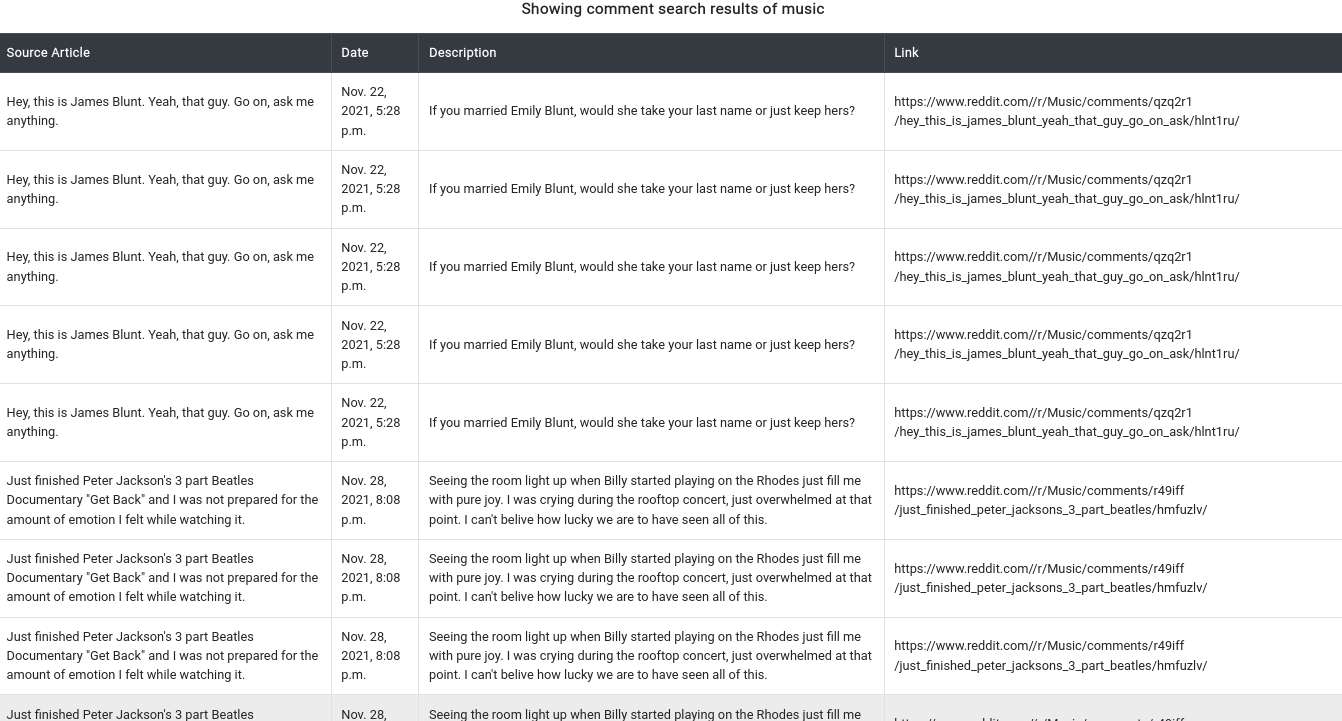 Showing comment search results of music
Source Article
Date
Description
Link
Hey, this is James Blunt. Yeah, that guy. Go on, ask me
anything.
Nov. 22,
2021, 5:28
p.m.
If you married Emily Blunt, would she take your last name or just keep hers?
https://www.reddit.com//r/Music/comments/qzq2r1
/hey_this_is_james_blunt_yeah_that_guy_go_on_ask/hlnt1ru/
Hey, this is James Blunt. Yeah, that guy. Go on, ask me
anything.
Nov. 22,
2021, 5:28
p.m.
If you married Emily Blunt, would she take your last name or just keep hers?
https://www.reddit.com//r/Music/comments/qzq2r1
/hey_this_is_james_blunt_yeah_that_guy_go_on_ask/hlnt1ru/
Hey, this is James Blunt. Yeah, that guy. Go on, ask me
anything.
Nov. 22,
2021, 5:28
p.m.
If you married Emily Blunt, would she take your last name or just keep hers?
https://www.reddit.com//r/Music/comments/qzq2r1
/hey_this_is_james_blunt_yeah_that_guy_go_on_ask/hlnt1ru/
Hey, this is James Blunt. Yeah, that guy. Go on, ask me
anything.
Nov. 22,
2021, 5:28
p.m.
If you married Emily Blunt, would she take your last name or just keep hers?
https://www.reddit.com//r/Music/comments/qzq2r1
/hey_this_is_james_blunt_yeah_that_guy_go_on_ask/hlnt1ru/
Hey, this is James Blunt. Yeah, that guy. Go on, ask me
anything.
Nov. 22,
2021, 5:28
p.m.
If you married Emily Blunt, would she take your last name or just keep hers?
https://www.reddit.com//r/Music/comments/qzq2r1
/hey_this_is_james_blunt_yeah_that_guy_go_on_ask/hlnt1ru/
Just finished Peter Jackson's 3 part Beatles
Documentary "Get Back" and I was not prepared for the
amount of emotion I felt while watching it.
Nov. 28,
2021, 8:08
p.m.
Seeing the room light up when Billy started playing on the Rhodes just fill me
with pure joy. I was crying during the rooftop concert, just overwhelmed at that
point. I can't belive how lucky we are to have seen all of this.
https://www.reddit.com//r/Music/comments/r49iff
/just_finished_peter_jacksons_3_part_beatles/hmfuzlv/
Just finished Peter Jackson's 3 part Beatles
Documentary "Get Back" and I was not prepared for the
amount of emotion I felt while watching it.
Nov. 28,
2021, 8:08
p.m.
Seeing the room light up when Billy started playing on the Rhodes just fill me
with pure joy. I was crying during the rooftop concert, just overwhelmed at that
point. I can't belive how lucky we are to have seen all of this.
https://www.reddit.com//r/Music/comments/r49iff
/just_finished_peter_jacksons_3_part_beatles/hmfuzlv/
Just finished Peter Jackson's 3 part Beatles
Documentary "Get Back" and I was not prepared for the
amount of emotion I felt while watching it.
Nov. 28,
2021, 8:08
p.m.
Seeing the room light up when Billy started playing on the Rhodes just fill me
with pure joy. I was crying during the rooftop concert, just overwhelmed at that
point. I can't belive how lucky we are to have seen all of this.
https://www.reddit.com//r/Music/comments/r49iff
/just_finished_peter_jacksons_3_part_beatles/hmfuzlv/
Just finished Peter Jackson's 3 part Beatles
Nov. 28,
Seeing the room light up when Billy started playing on the Rhodes just fill me